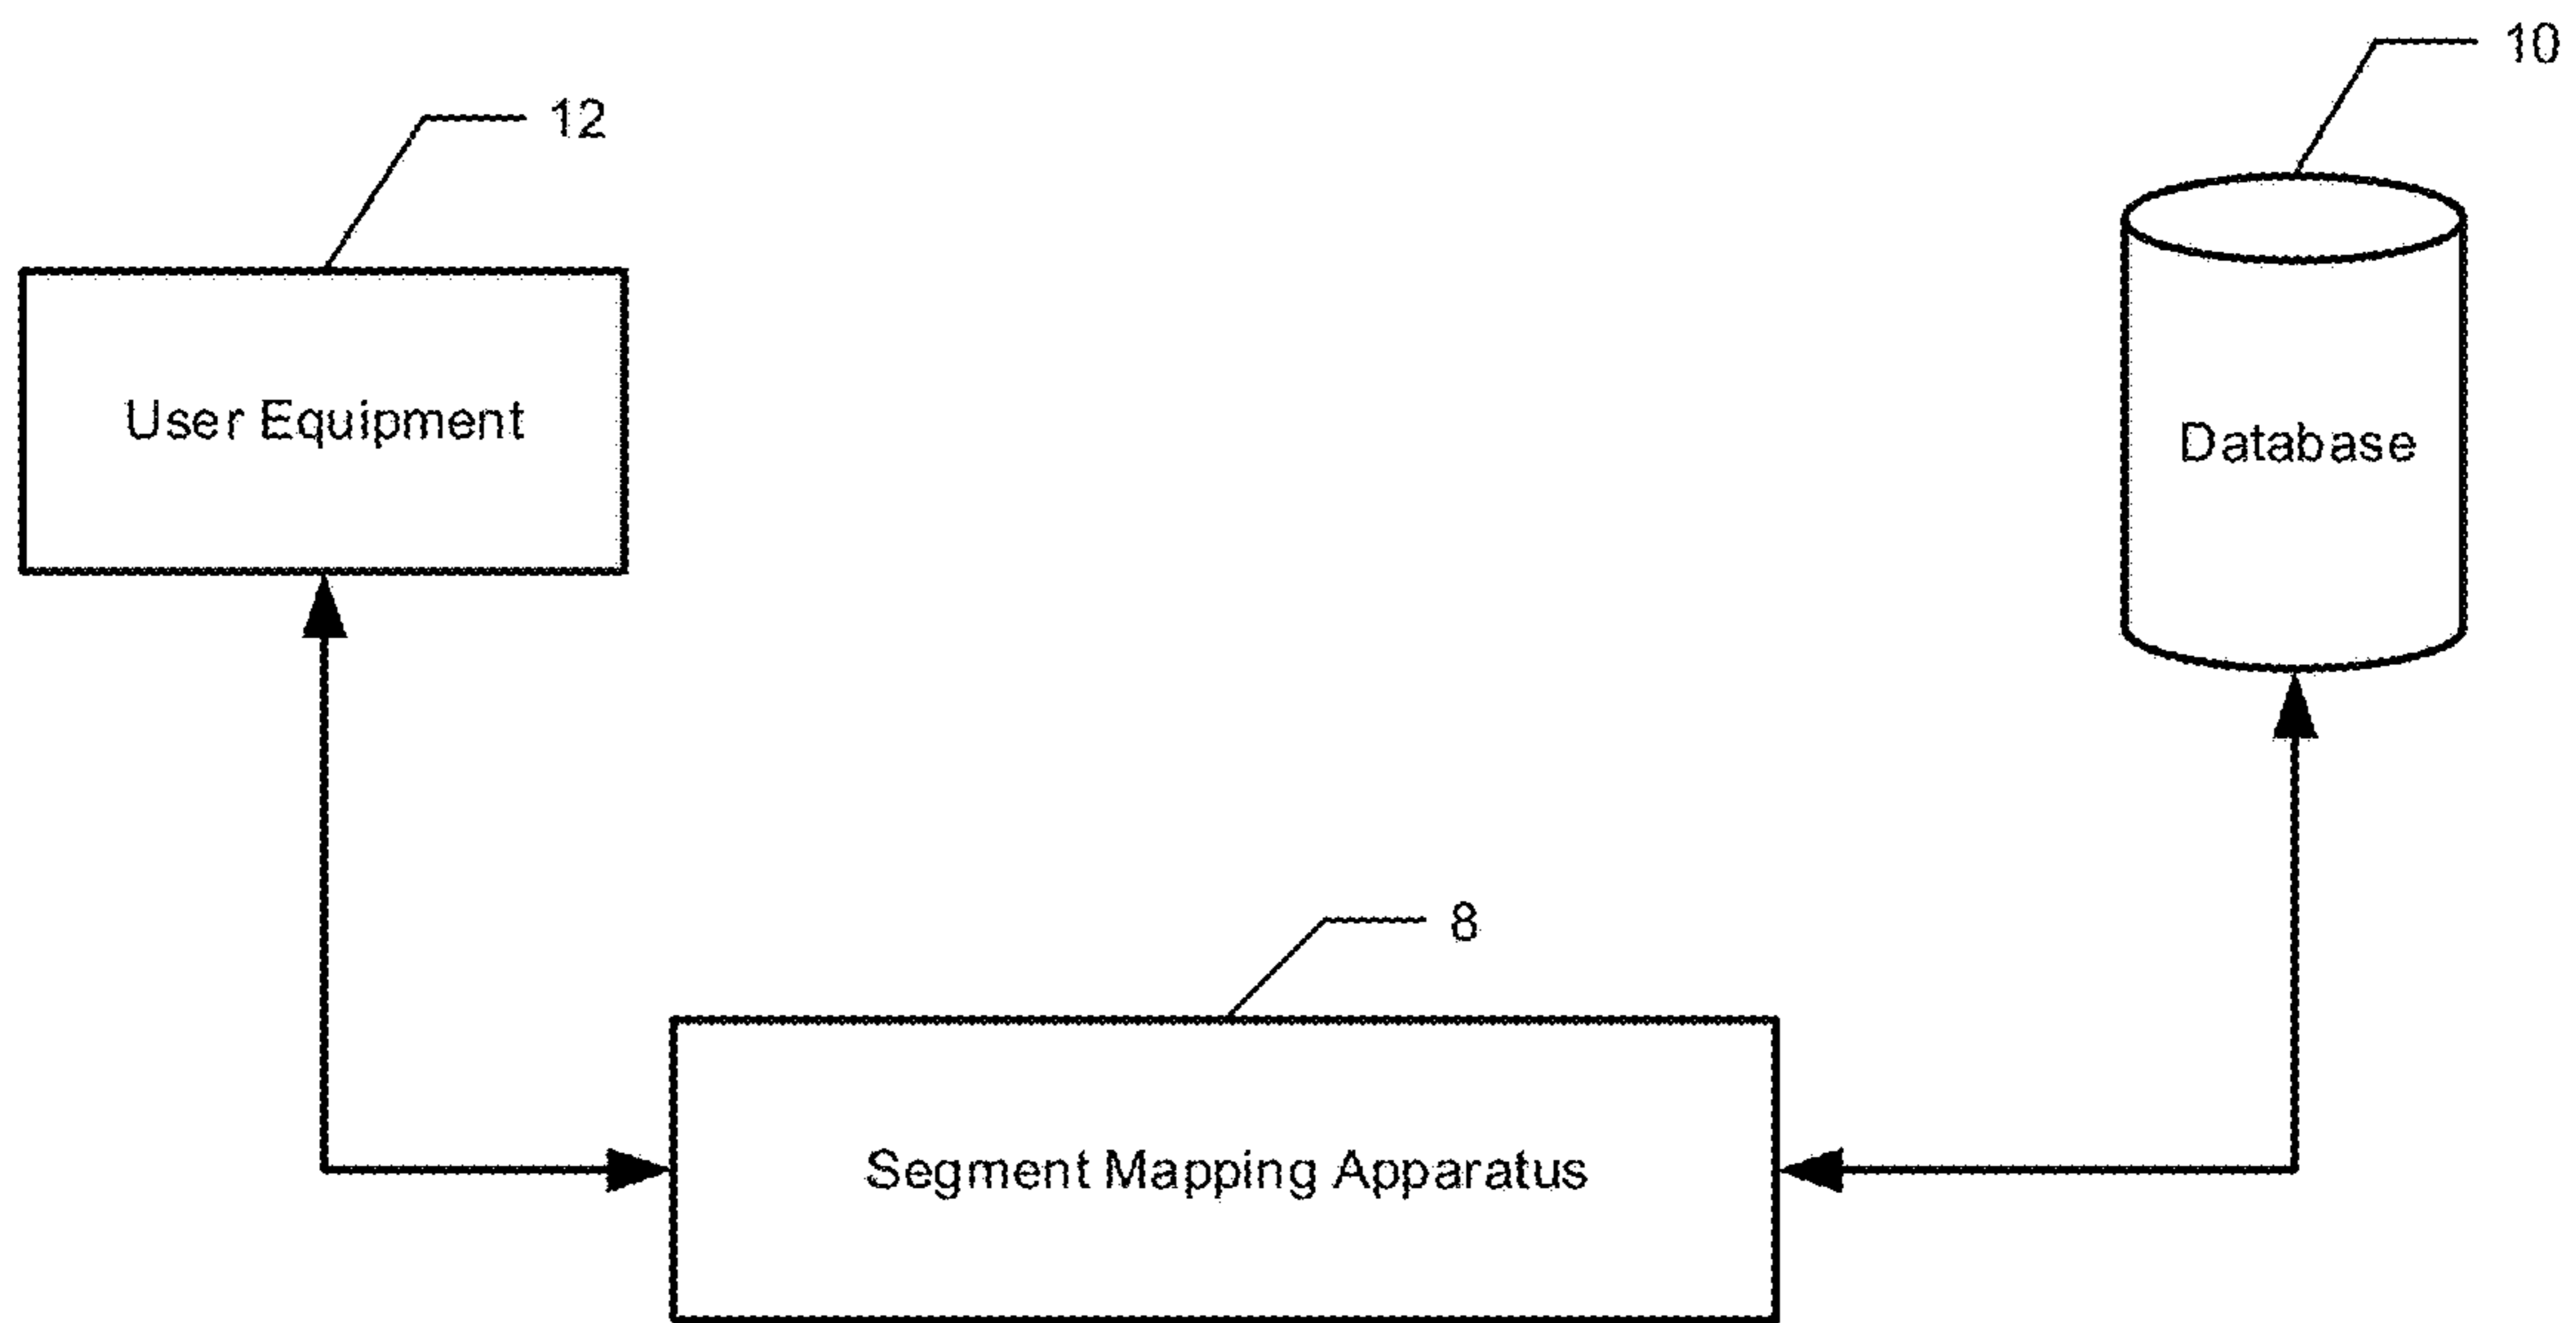 10
12
User Equipment
Database
8
Segment Mapping Apparatus